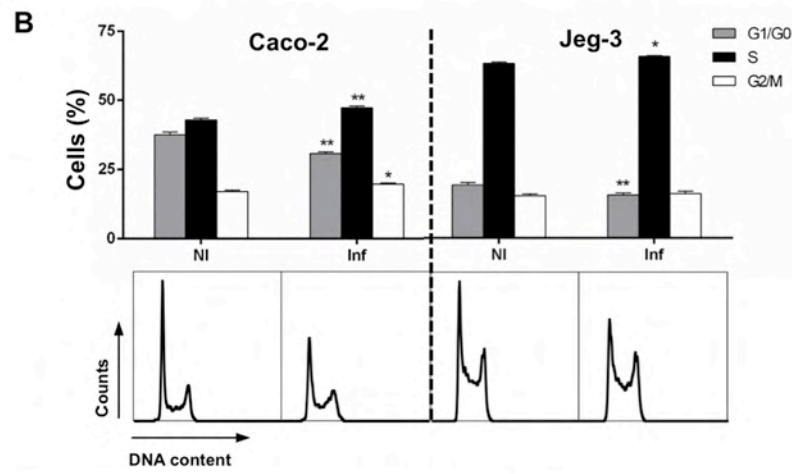 B
Caco-2
Jeg-3
G1/G0
S
G2/M
Cells (%)
75
50
25
0
**
**
*
**
*
NI
Inf
NI
Inf
Counts
DNA content